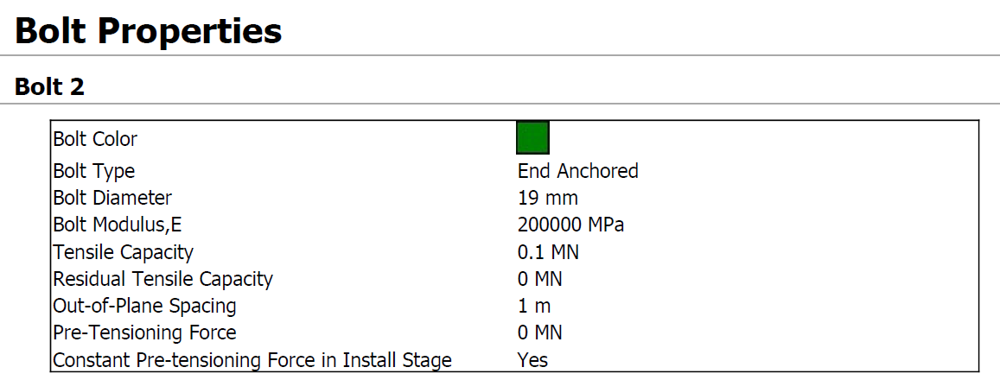 Bolt Properties
Bolt 2
Bolt Color
Bolt Type End Anchored
Bolt Diameter 19 mm
Bolt Modulus,E 200000 MPa
Tensile Capacity 0.1 MN
Residual Tensile Capacity 0 MN
Out-of-Plane Spacing 1 m
Pre-Tensioning Force 0 MN
Constant Pre-tensioning Force in Install Stage Yes